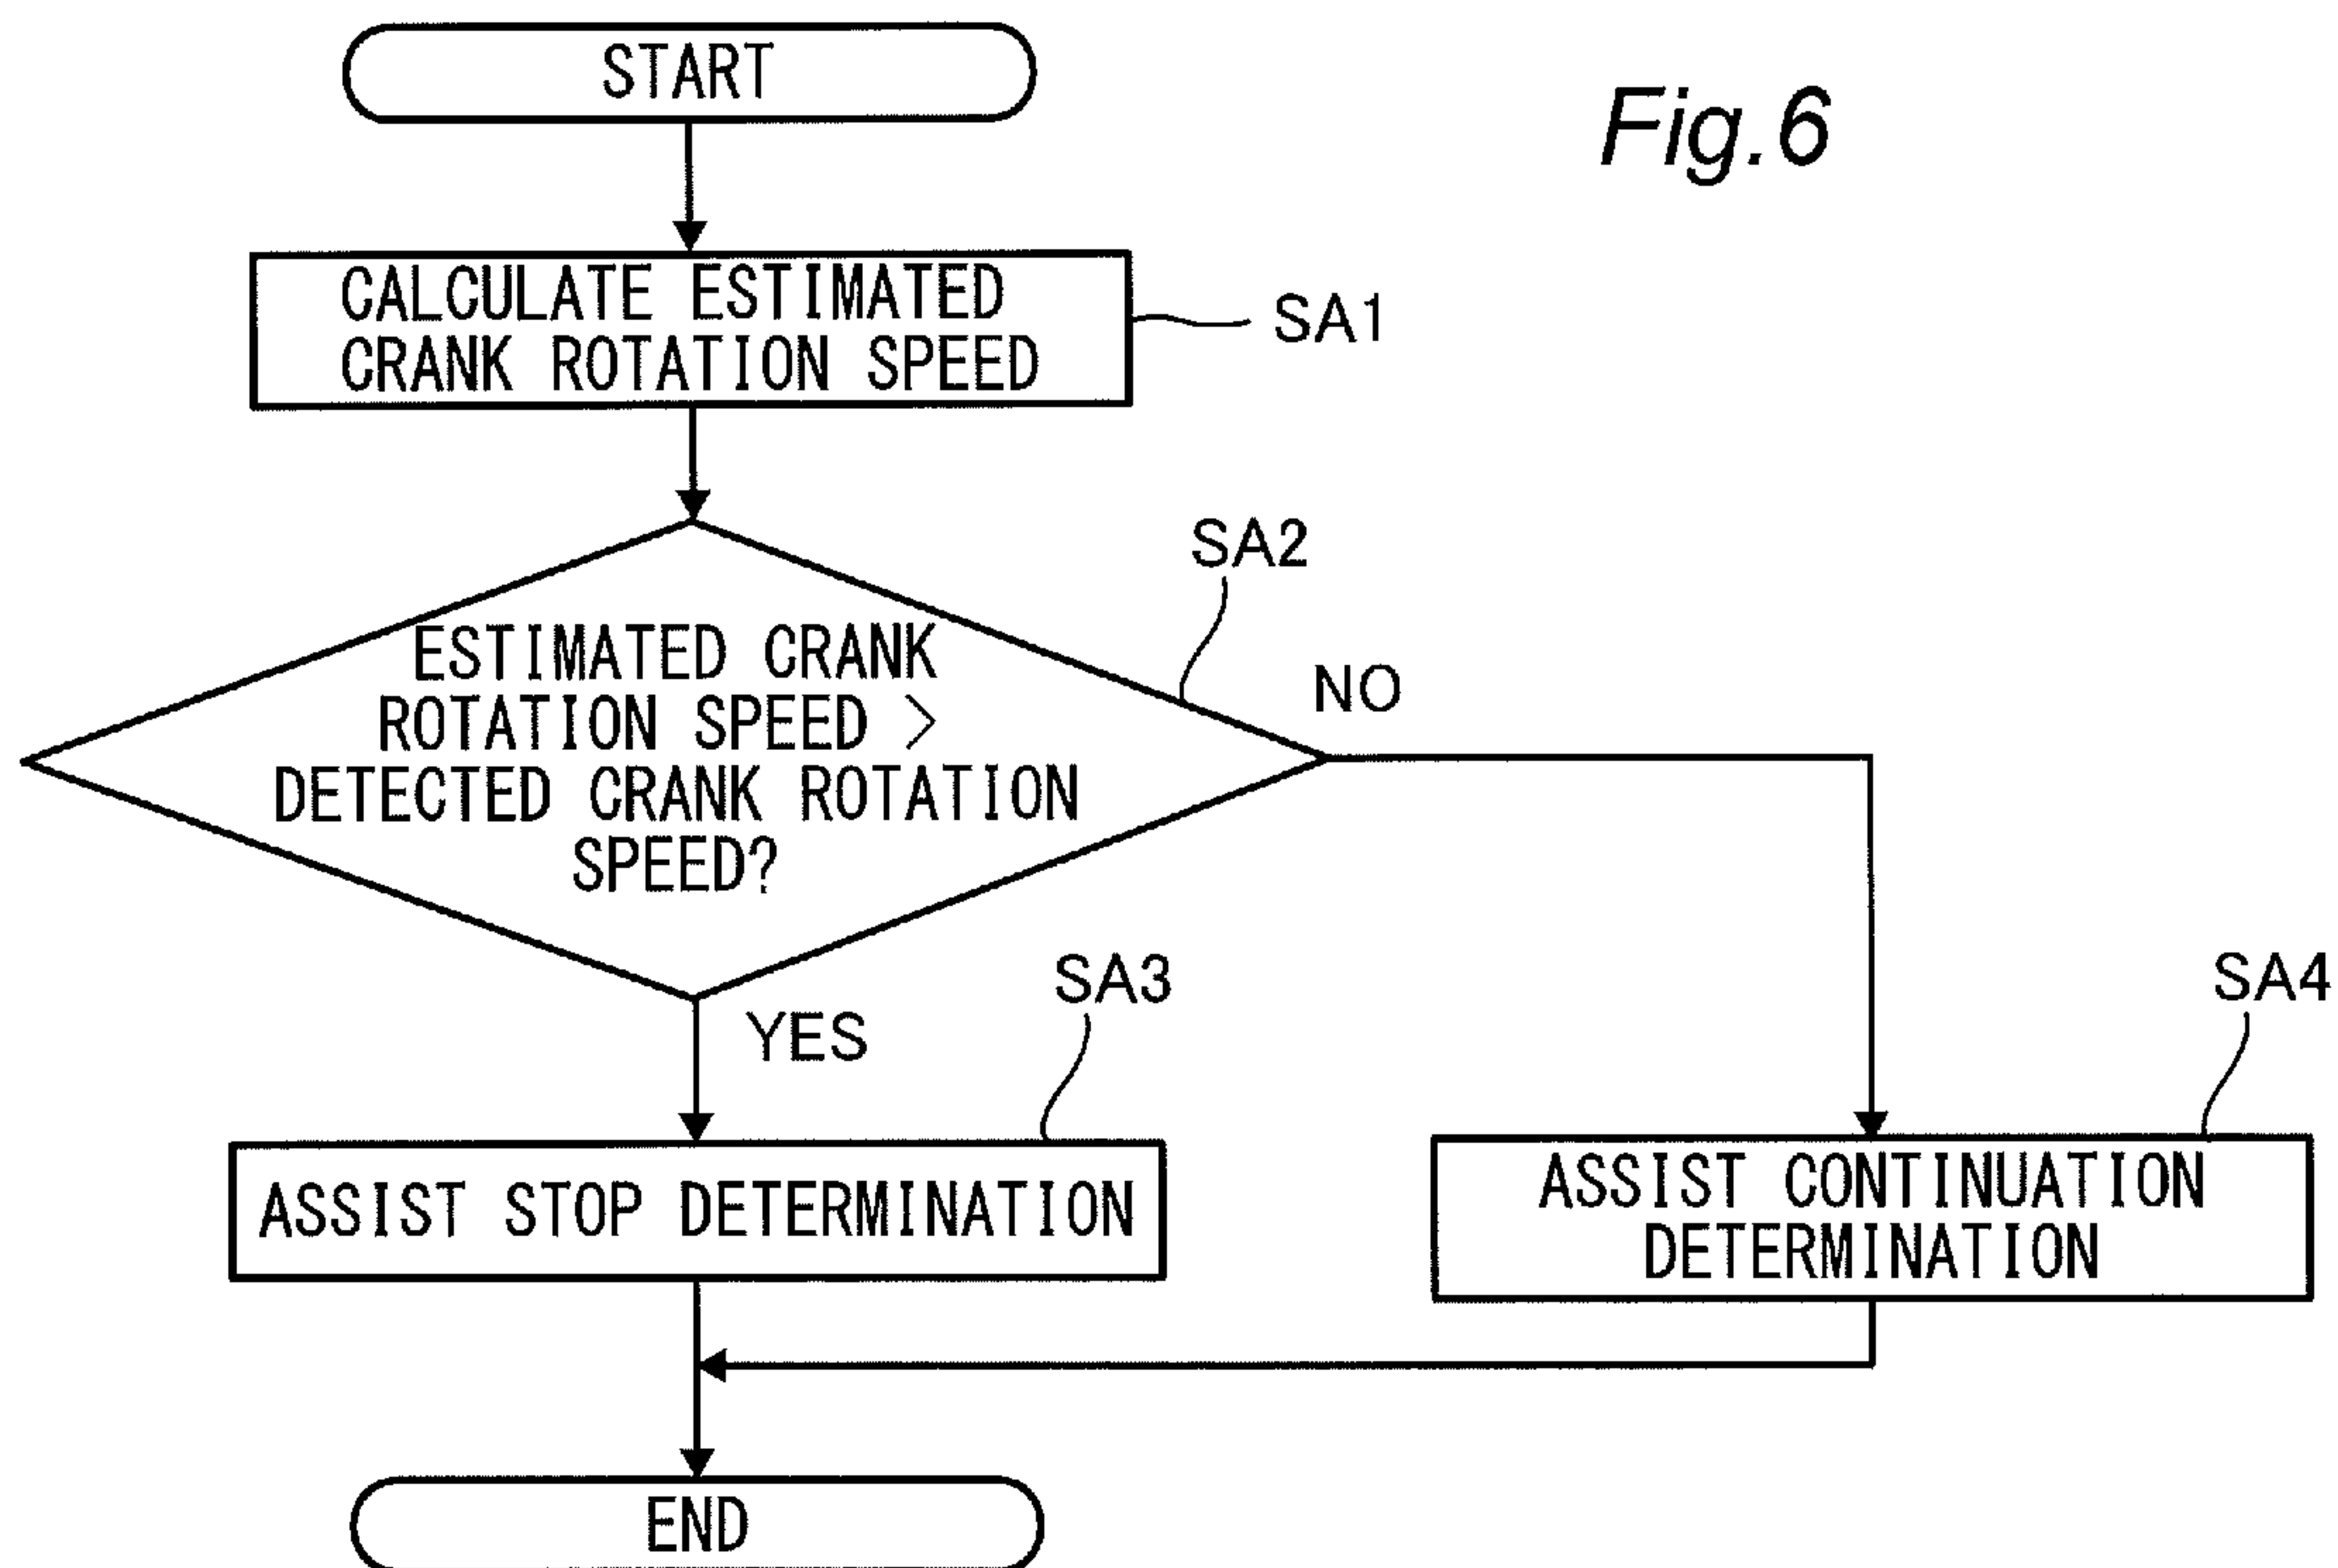 START
Fig.6
CALCULATE ESTIMATED
CRANK ROTATION SPEED
SA1
SA2
ESTIMATED CRANK
ROTATION SPEED >
DETECTED CRANK ROTATION
SPEED?
NO
YES
SA3
SA4
ASSIST STOP DETERMINATION
ASSIST CONTINUATION
DETERMINATION
END